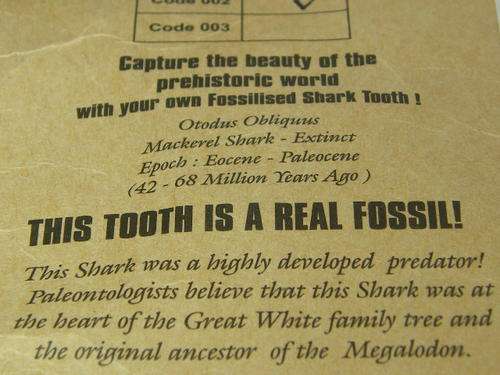 Code 002
Code 003
Capture the beauty of the
prehistoric world
with your own Fossilised Shark Tooth !
Otodus Obliquus
Mackerel Shark - Extinct
Epoch : Eocene - Paleocene
(42 - 68 Million Years Ago )
THIS TOOTH IS A REAL FOSSIL!
This Shark was a highly developed predator!
Paleontologists believe that this Shark was at
the heart of the Great White family tree and
the original ancestor of the Megalodon.